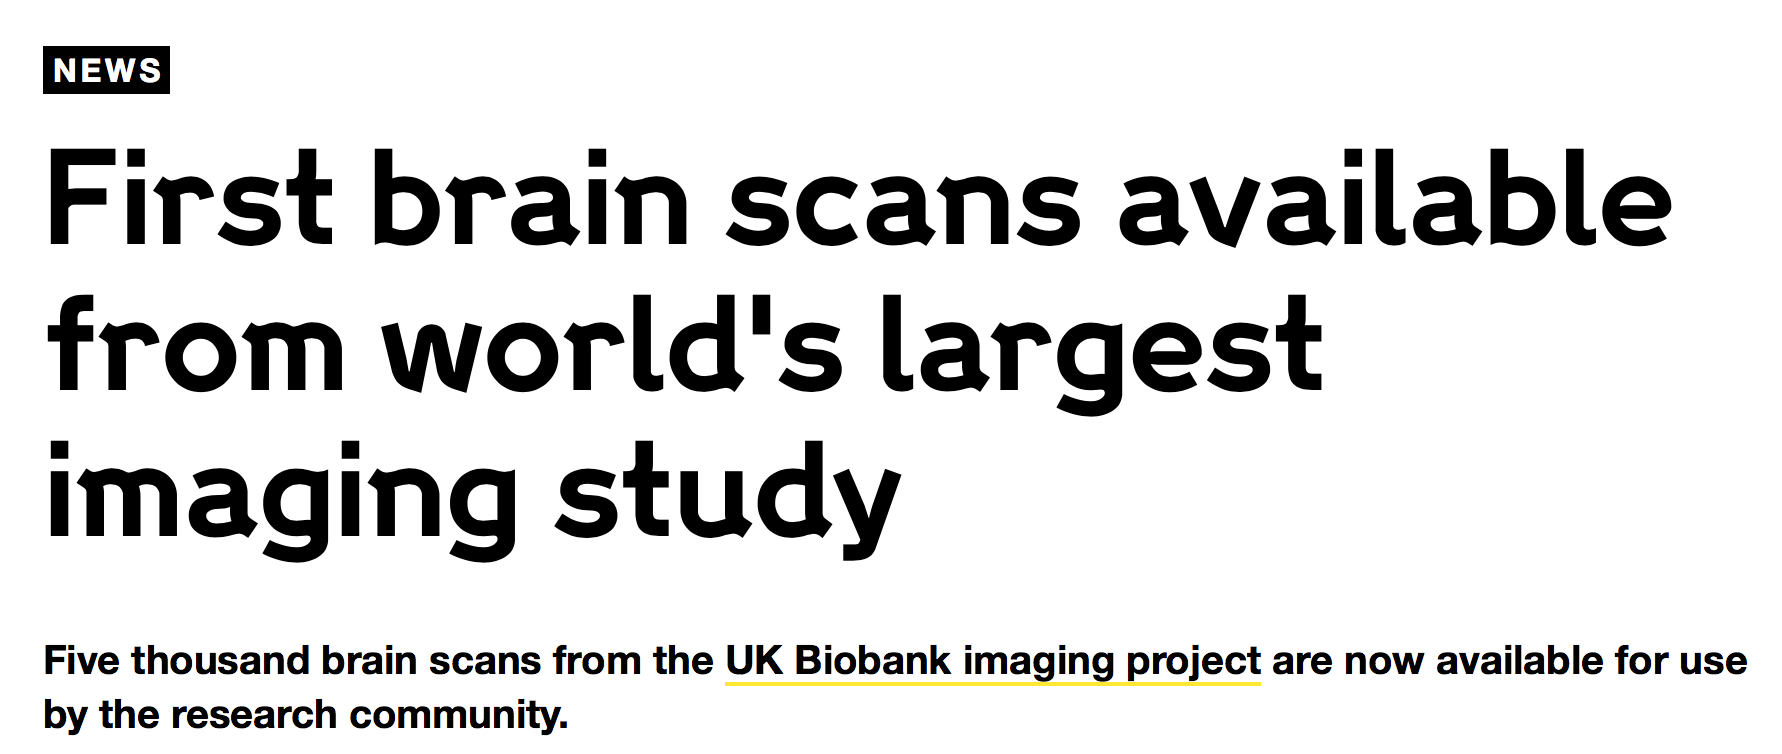 NEWS
First brain scans available
from world's largest
imaging study
Five thousand brain scans from the UK Biobank imaging project are now available for use
by the research community.